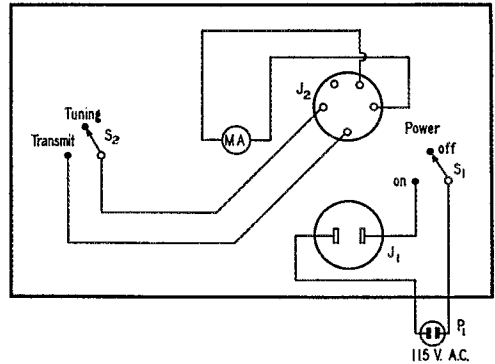 Tuning
Transmit
S2
MA
J2
Power
off
S1
on
J1
P1
115 V. A.C.